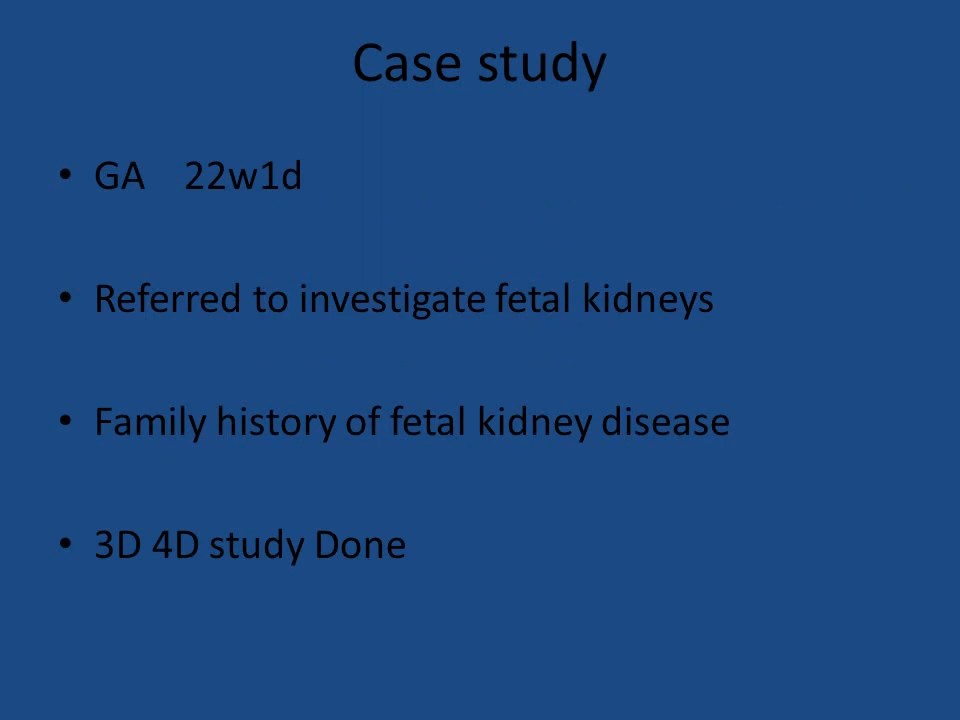 Case study
• GA 22w1d
• Referred to investigate fetal kidneys
• Family history of fetal kidney disease
• 3D 4D study Done